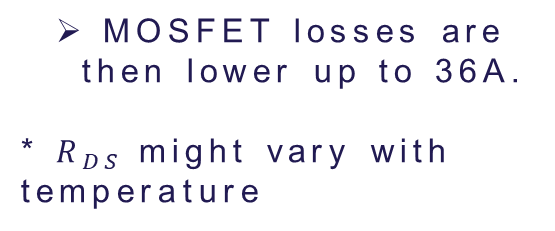 ➢ MOSFET losses are
then lower up to 36A.
* R_DS might vary with
temperature